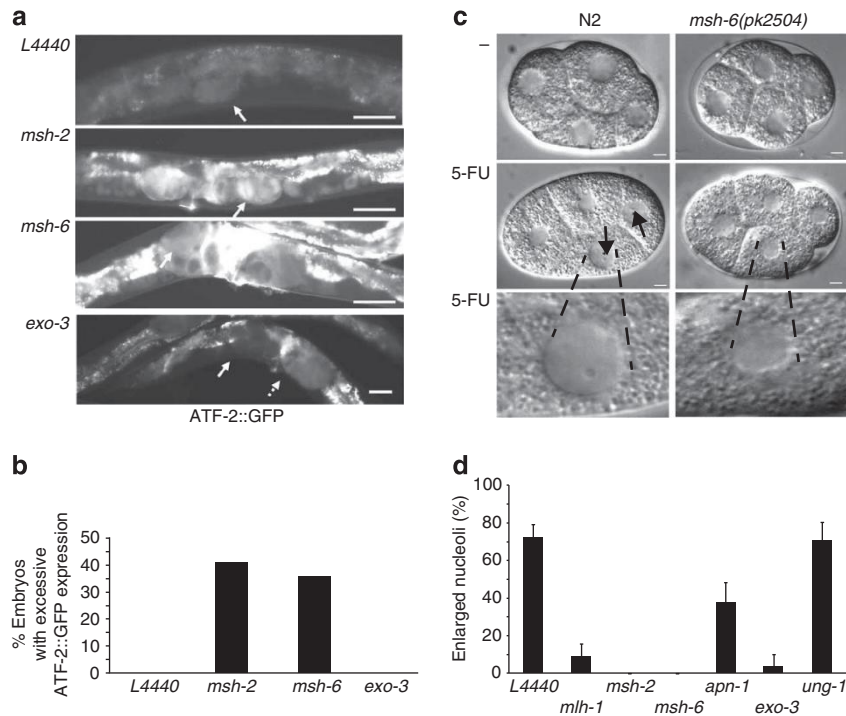 a
L4440
msh-2
msh-6
exo-3
ATF-2::GFP
c
N2 msh-6(pk2504)
–
5-FU
5-FU
b
% Embryos
with excessive
ATF-2::GFP expression
50
40
30
20
10
0
L4440 msh-2 msh-6 exo-3
d
Enlarged nucleoli (%)
100
80
60
40
20
0
L4440 msh-2 apn-1 ung-1
mlh-1 msh-6 exo-3